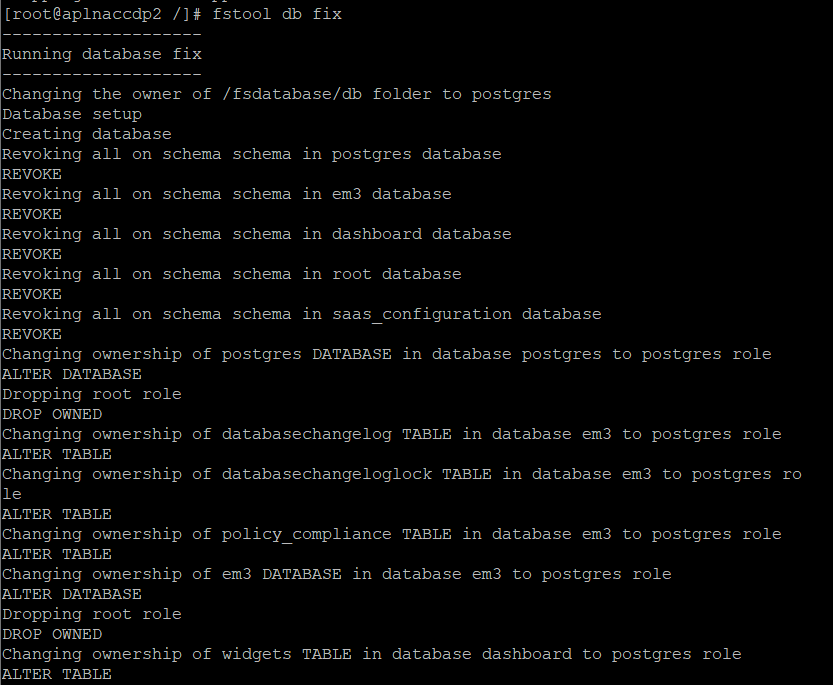 [root@aplnaccdp2 /]# fstool db fix
--------------------
Running database fix
--------------------
Changing the owner of /fsdatabase/db folder to postgres
Database setup
Creating database
Revoking all on schema schema in postgres database
REVOKE
Revoking all on schema schema in em3 database
REVOKE
Revoking all on schema schema in dashboard database
REVOKE
Revoking all on schema schema in root database
REVOKE
Revoking all on schema schema in saas_configuration database
REVOKE
Changing ownership of postgres DATABASE in database postgres to postgres role
ALTER DATABASE
Dropping root role
DROP OWNED
Changing ownership of databasechangelog TABLE in database em3 to postgres role
ALTER TABLE
Changing ownership of databasechangeloglock TABLE in database em3 to postgres ro
le
ALTER TABLE
Changing ownership of policy_compliance TABLE in database em3 to postgres role
ALTER TABLE
Changing ownership of em3 DATABASE in database em3 to postgres role
ALTER DATABASE
Dropping root role
DROP OWNED
Changing ownership of widgets TABLE in database dashboard to postgres role
ALTER TABLE